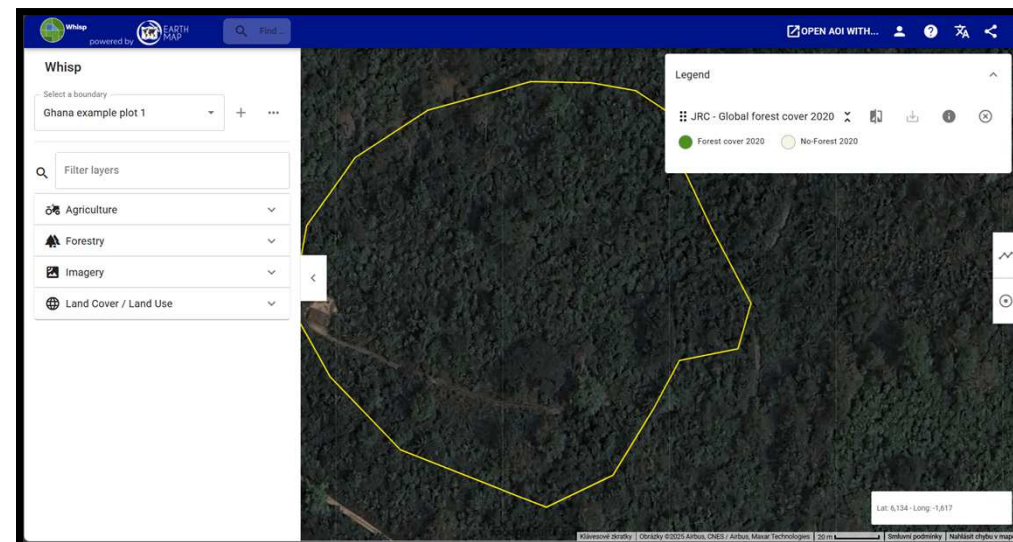 Whisp
powered by
EARTH MAP
Find ...
OPEN AOI WITH...
Whisp
Select a boundary
Ghana example plot 1
Filter layers
Agriculture
Forestry
Imagery
Land Cover / Land Use
Legend
JRC - Global forest cover 2020
Forest cover 2020
No-Forest 2020
Lat: 6,134 - Long: -1,617
Klávesové zkratky
Obrázky ©2025 Airbus, CNES / Airbus, Maxar Technologies
20 m
Smluvní podmínky
Nahlásit chybu v mapě